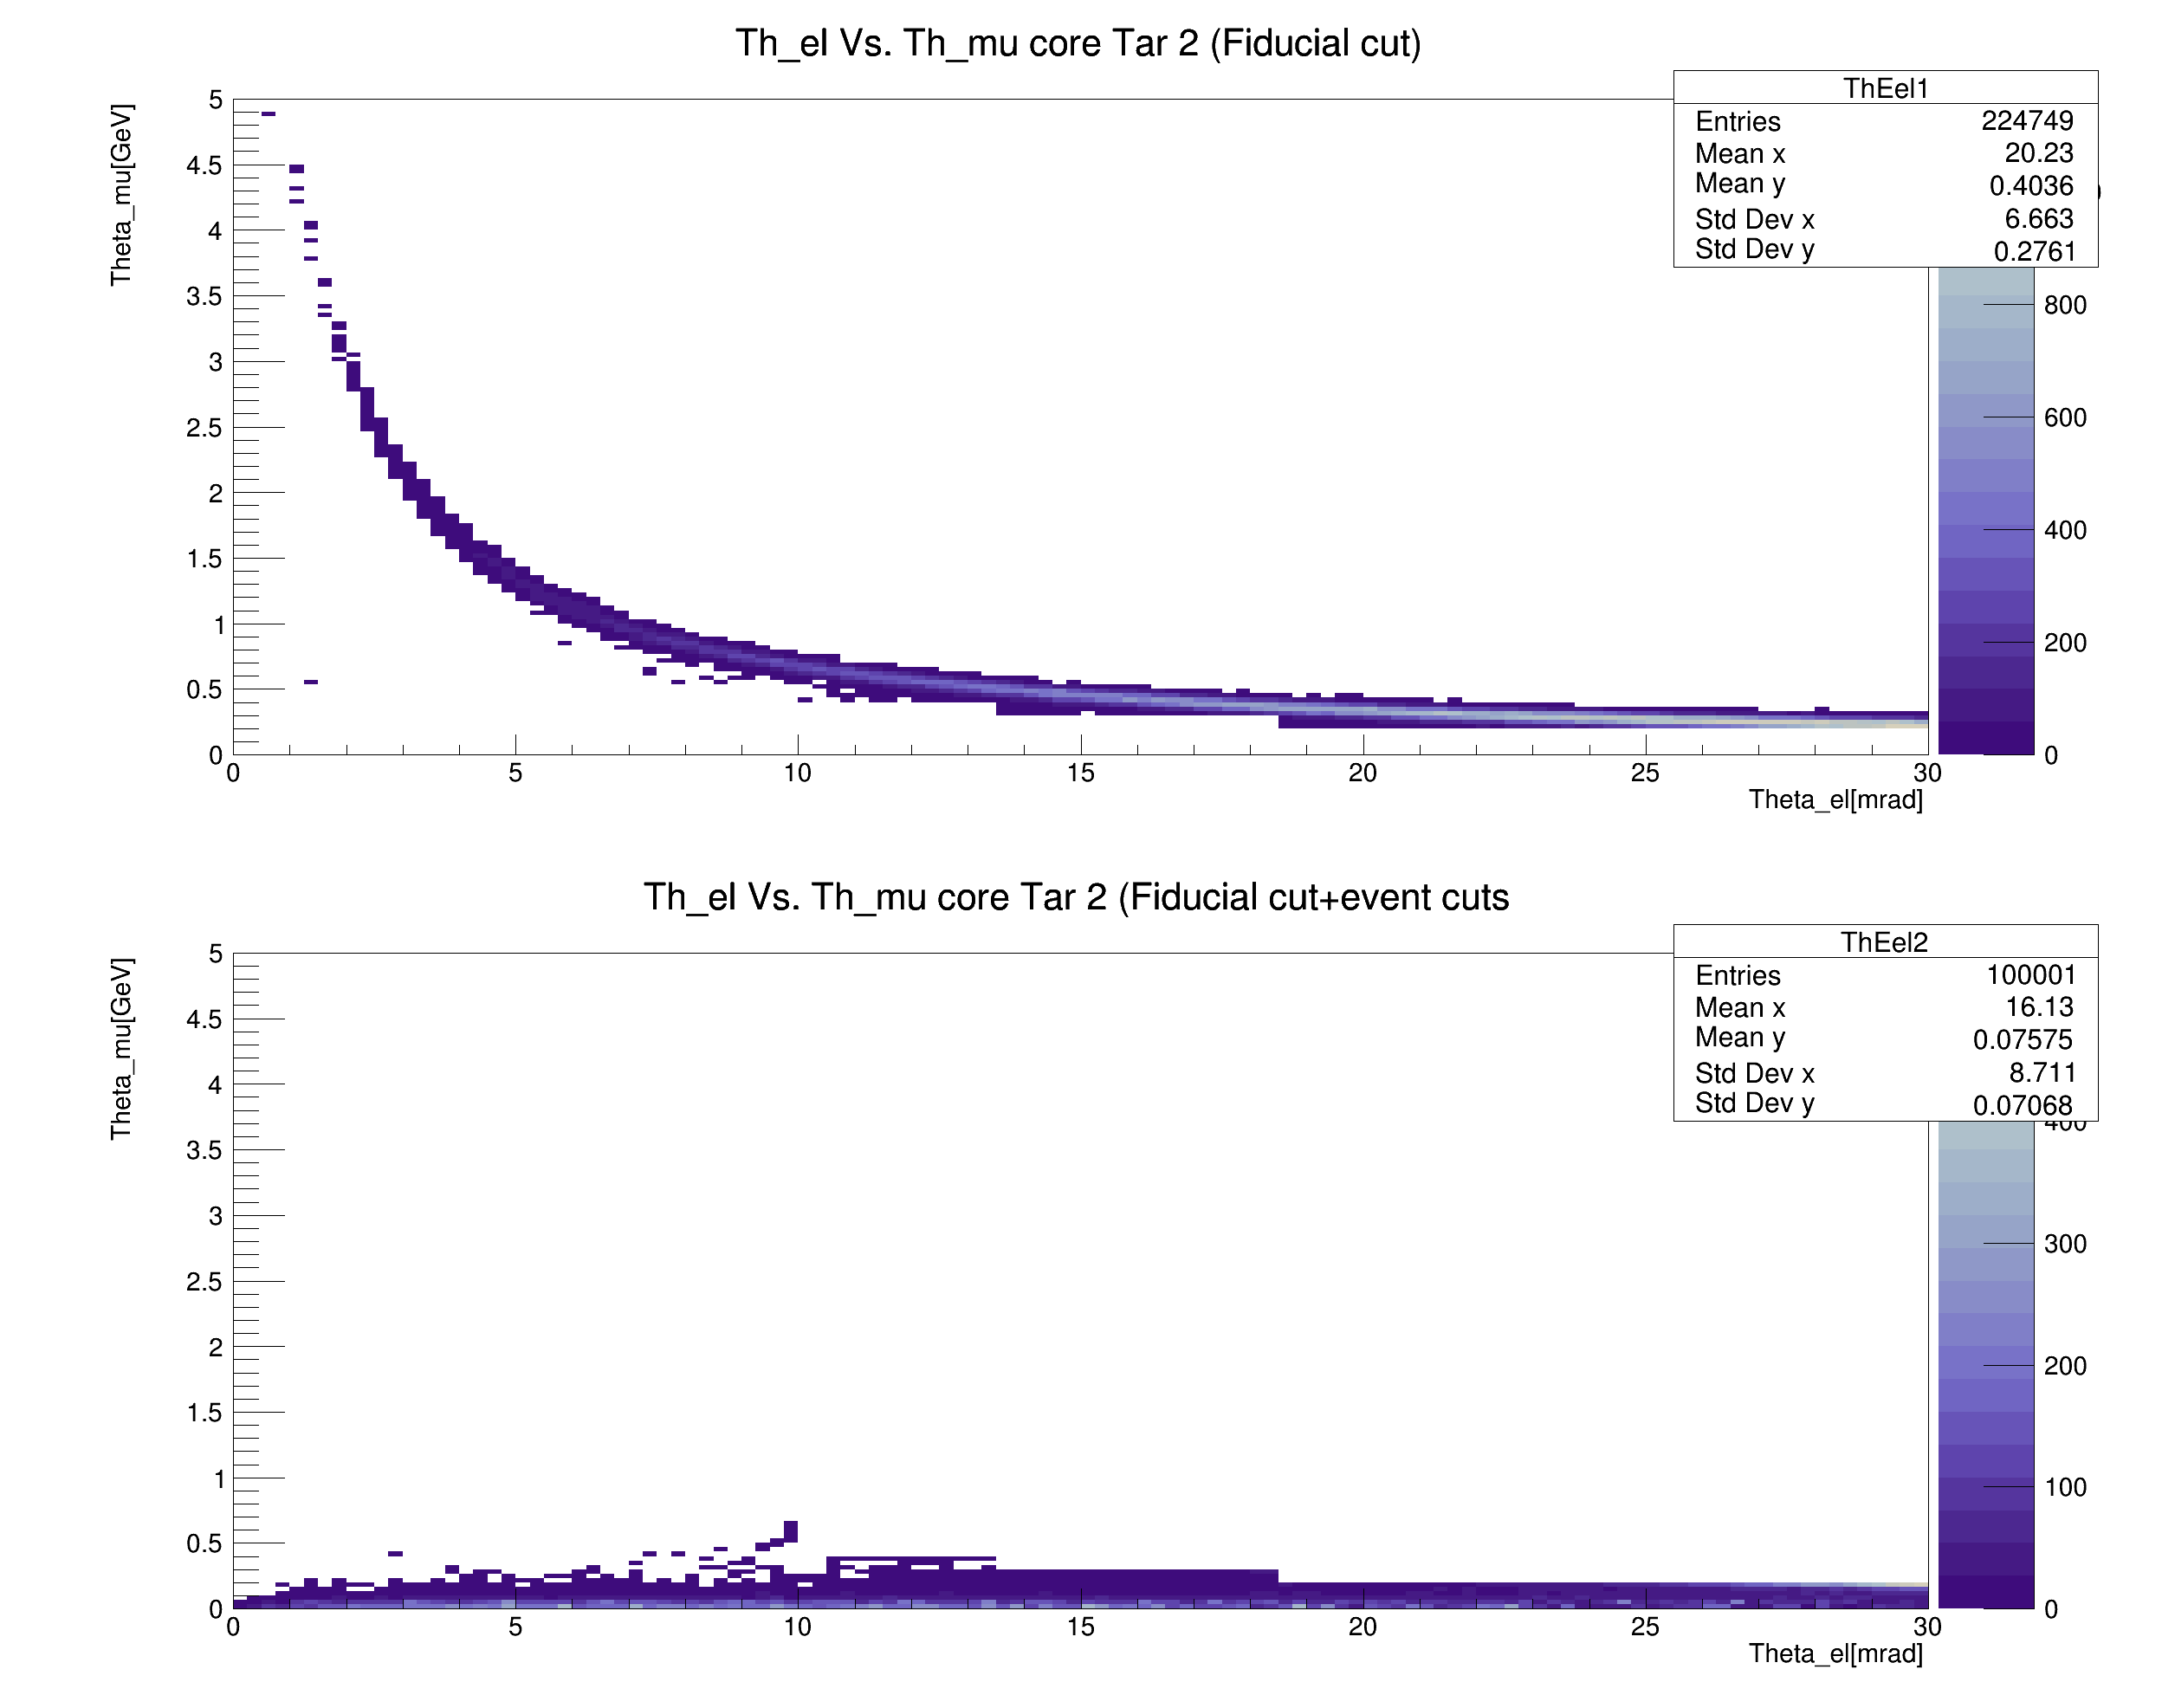 Th_el Vs. Th_mu core Tar 2 (Fiducial cut)
ThEel1
Entries 224749
Mean x 20.23
Mean y 0.4036
Std Dev x 6.663
Std Dev y 0.2761
Theta_mu[GeV]
5
4.5
4
3.5
3
2.5
2
1.5
1
0.5
0
0 5 10 15 20 25 30
Theta_el[mrad]
800
600
400
200
0
Th_el Vs. Th_mu core Tar 2 (Fiducial cut+event cuts
ThEel2
Entries 100001
Mean x 16.13
Mean y 0.07575
Std Dev x 8.711
Std Dev y 0.07068
Theta_mu[GeV]
5
4.5
4
3.5
3
2.5
2
1.5
1
0.5
0
0 5 10 15 20 25 30
Theta_el[mrad]
400
300
200
100
0